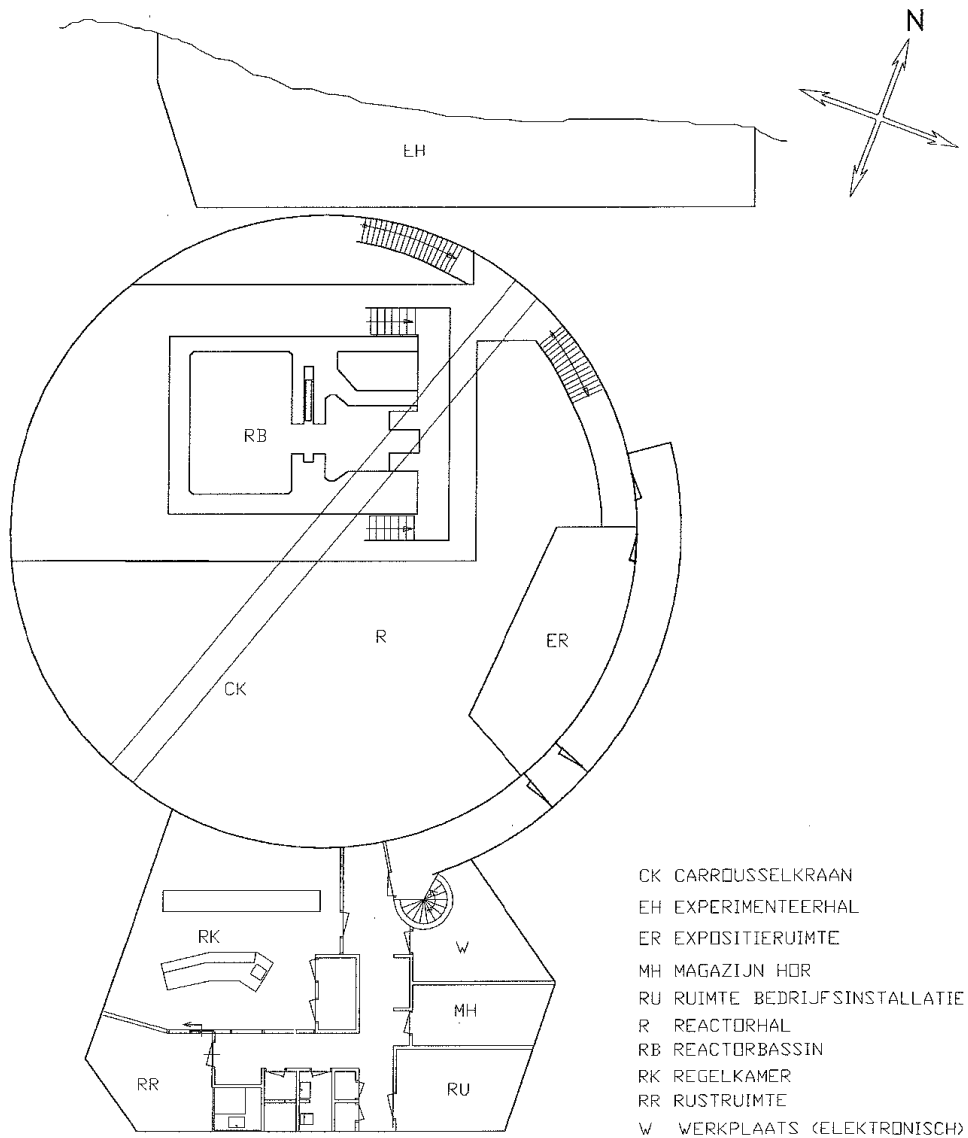 N
EH
RB
R
ER
CK
RK
W
MH
RR
RU
CK CARROUSSELKRAAN
EH EXPERIMENTEERHAL
ER EXPOSITIERUIMTE
MH MAGAZIJN HOR
RU RUIMTE BEDRIJFSINSTALLATIE
R REACTORHAL
RB REACTORBASSIN
RK REGELKAMER
RR RUSTRUIMTE
W WERKPLAATS (ELEKTRONISCH)